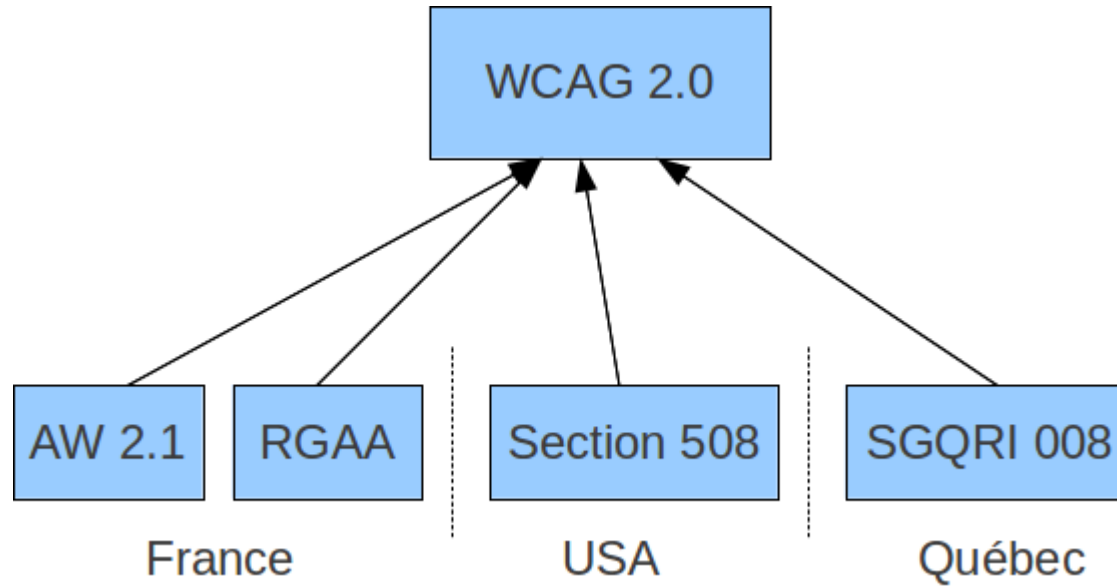 WCAG 2.0
AW 2.1
RGAA
Section 508
SGQRI 008
France
USA
Québec